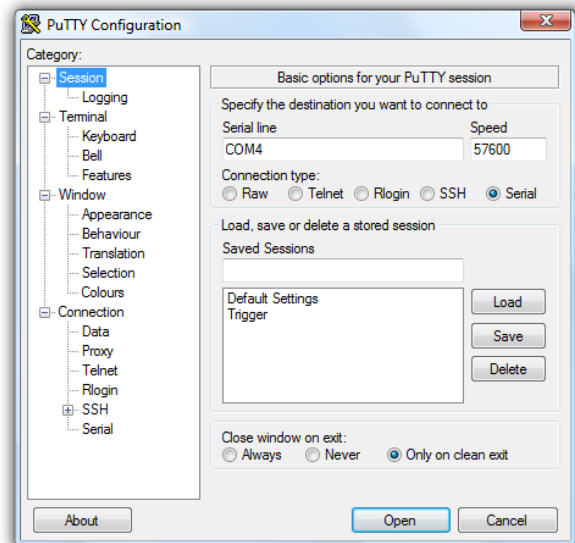 PuTTY Configuration
Category:
Session
Logging
Terminal
Keyboard
Bell
Features
Window
Appearance
Behaviour
Translation
Selection
Colours
Connection
Data
Proxy
Telnet
Rlogin
SSH
Serial
Basic options for your PuTTY session
Specify the destination you want to connect to
Serial line Speed
COM4 57600
Connection type:
Raw Telnet Rlogin SSH Serial
Load, save or delete a stored session
Saved Sessions
Default Settings
Trigger
Load
Save
Delete
Close window on exit:
Always Never Only on clean exit
About Open Cancel